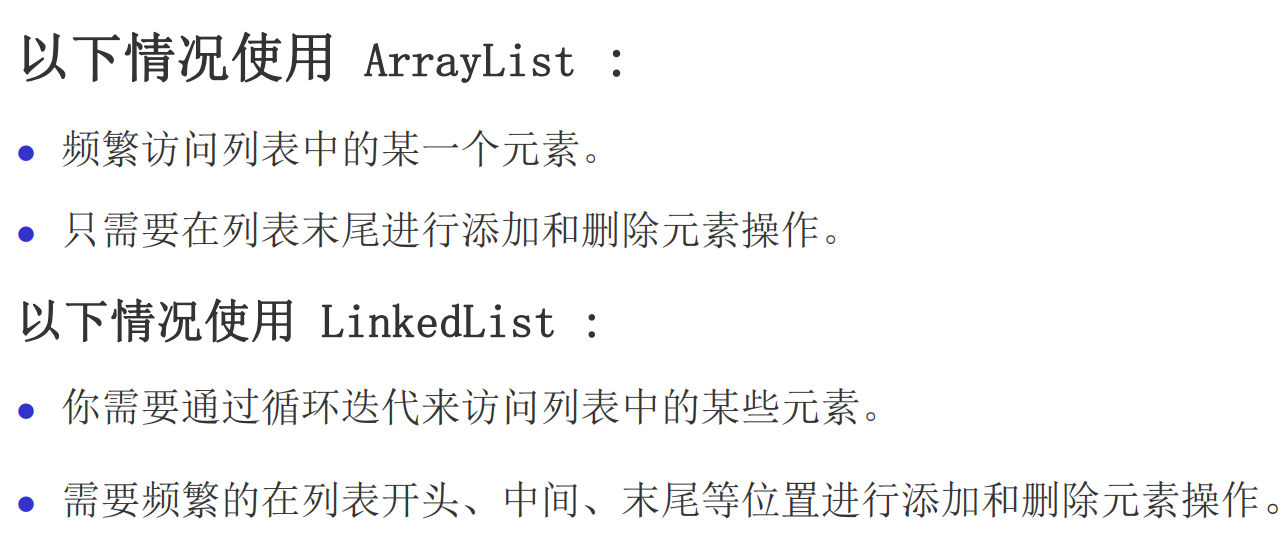 以下情况使用 ArrayList :
● 频繁访问列表中的某一个元素。
● 只需要在列表末尾进行添加和删除元素操作。
以下情况使用 LinkedList :
● 你需要通过循环迭代来访问列表中的某些元素。
● 需要频繁的在列表开头、中间、末尾等位置进行添加和删除元素操作。